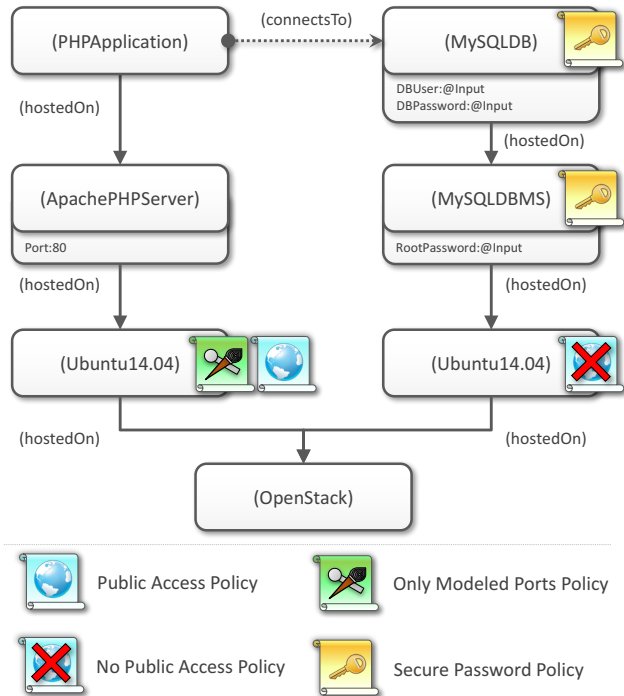 (connectsTo)
(PHPApplication)
(MySQLDB)
DBUser:@Input
DBPassword:@Input
(hostedOn)
(hostedOn)
(ApachePHPServer)
(MySQLDBMS)
Port:80
RootPassword:@Input
(hostedOn)
(hostedOn)
(Ubuntu14.04)
(Ubuntu14.04)
(hostedOn)
(hostedOn)
(OpenStack)
Public Access Policy
Only Modeled Ports Policy
No Public Access Policy
Secure Password Policy